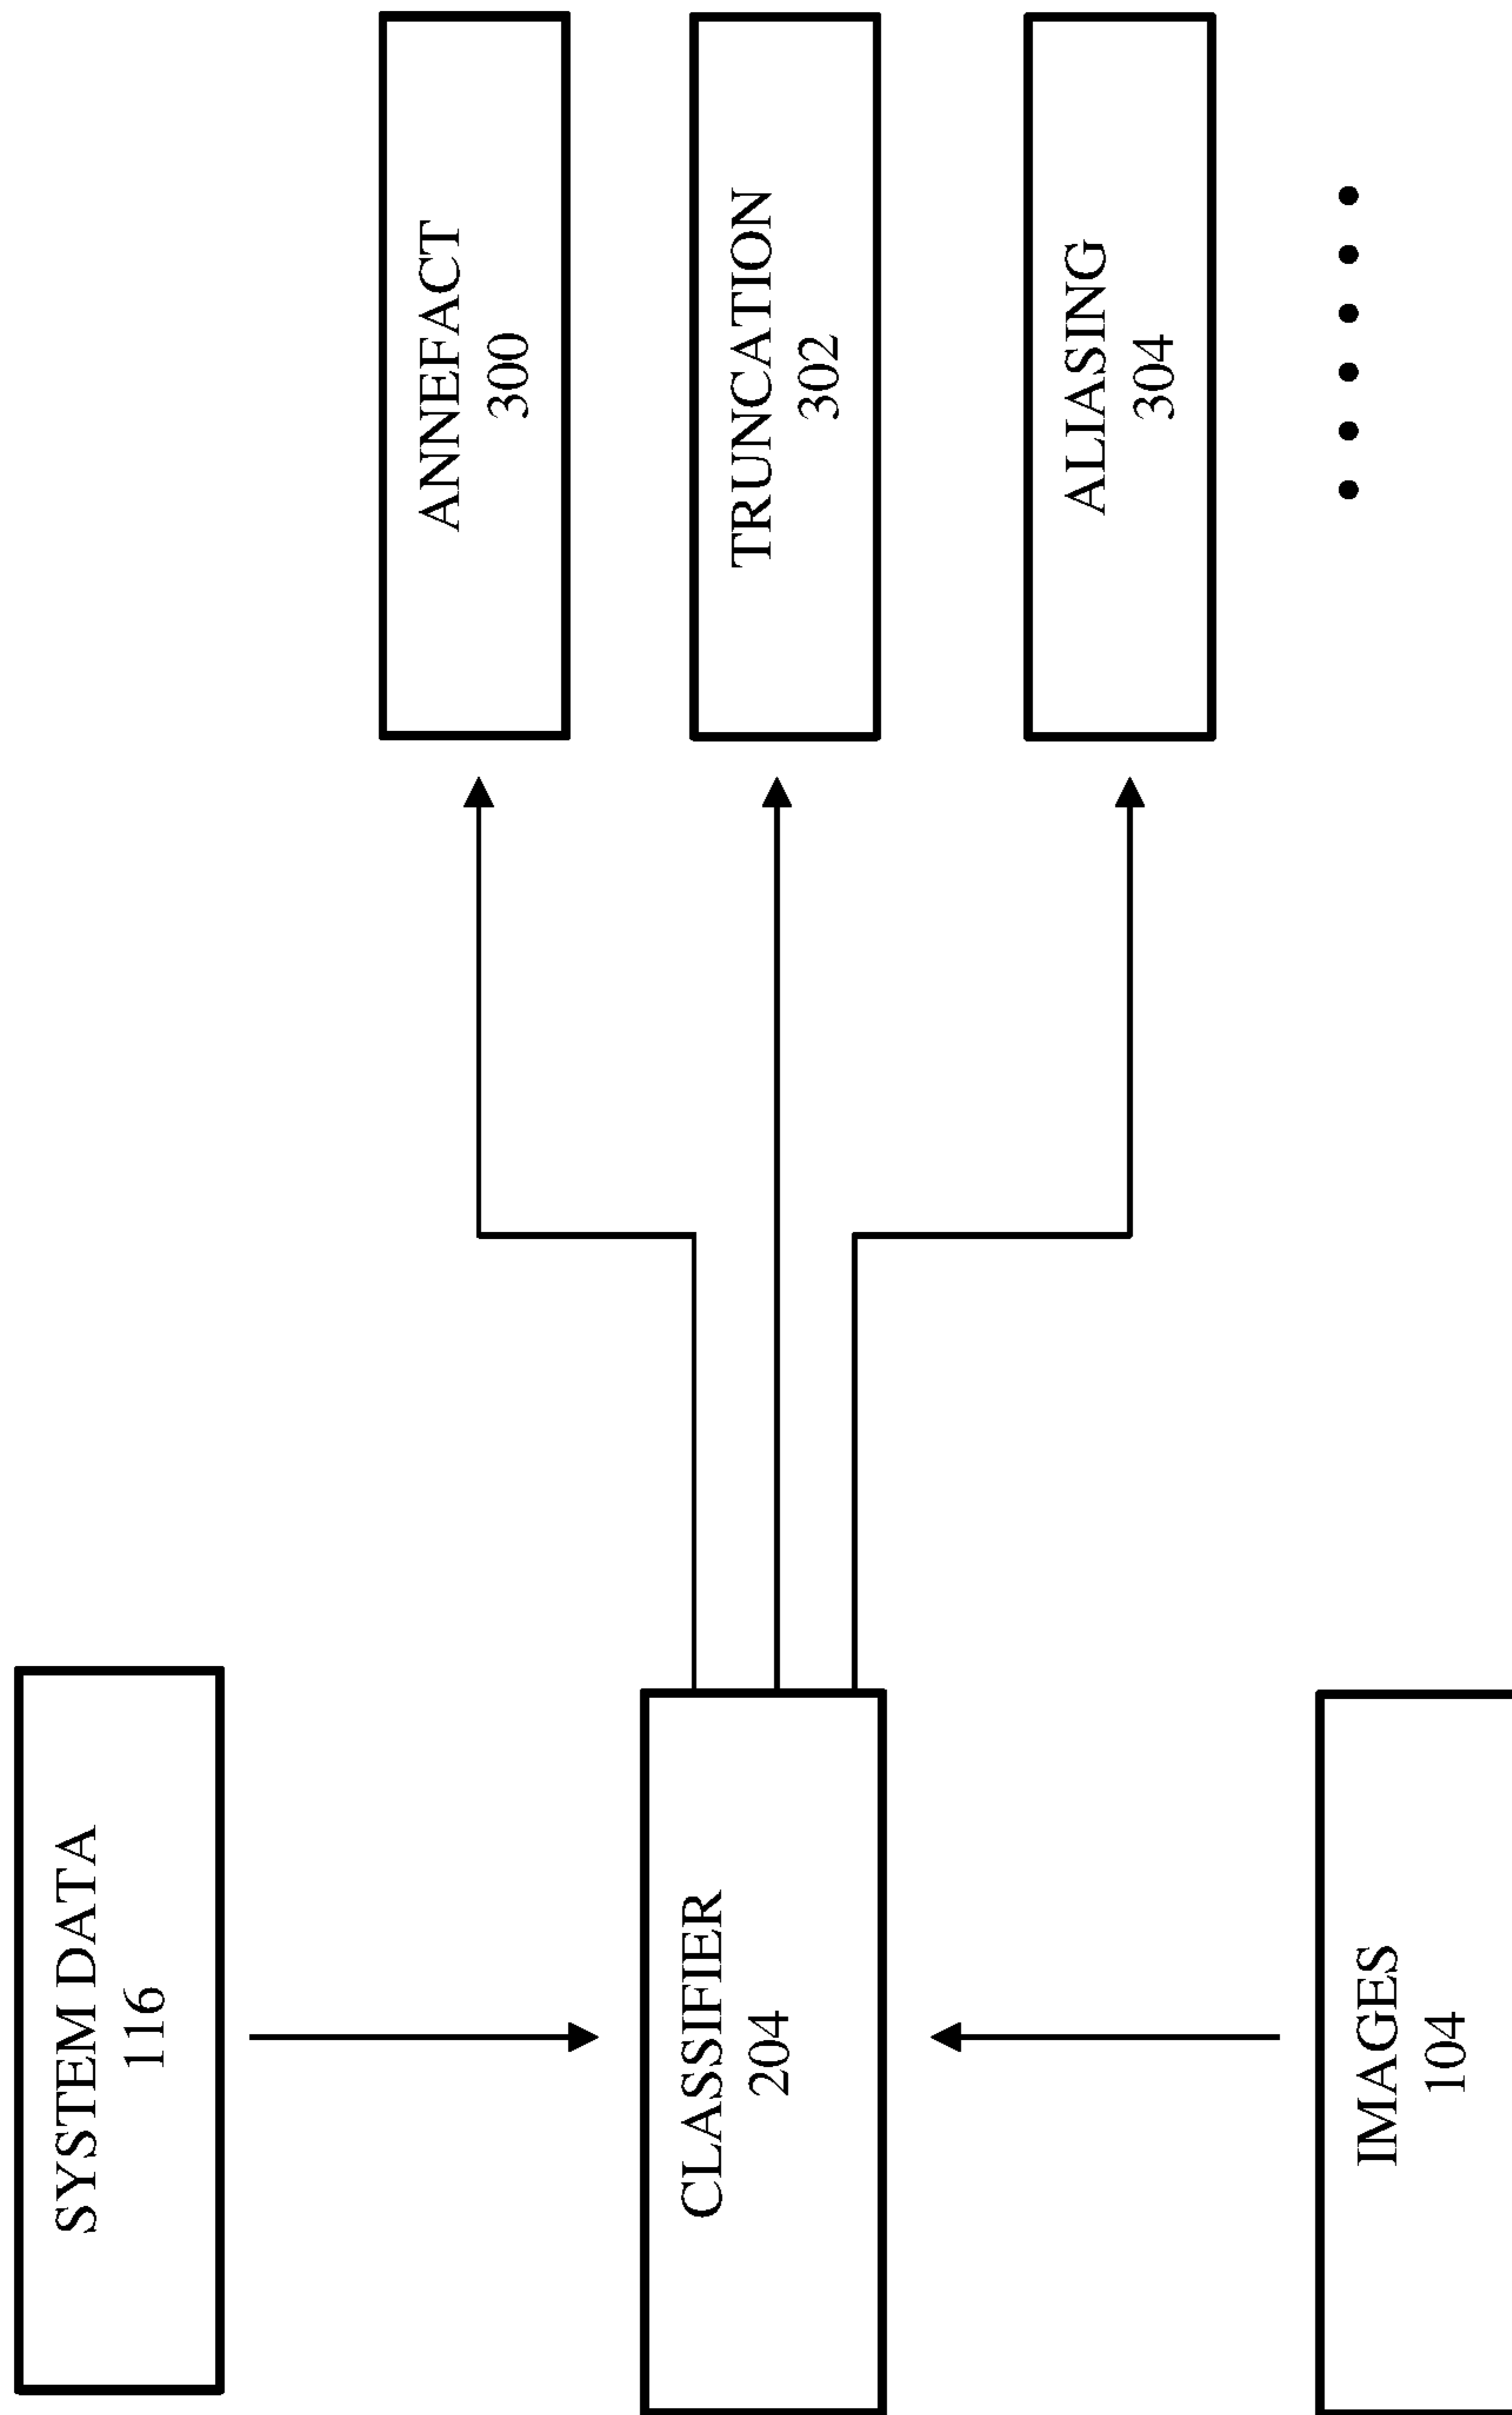 SYSTEM DATA
116
CLASSIFIER
204
IMAGES
104
ANNEFACT
300
TRUNCATION
302
ALIASING
304